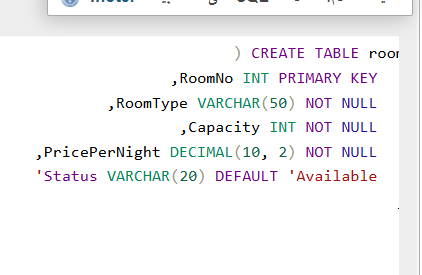 ) CREATE TABLE
,RoomNo INT PRIMARY KEY
,RoomType VARCHAR(50) NOT NULL
,Capacity INT NOT NULL
,PricePerNight DECIMAL(10, 2) NOT NULL
'Status VARCHAR(20) DEFAULT 'Available